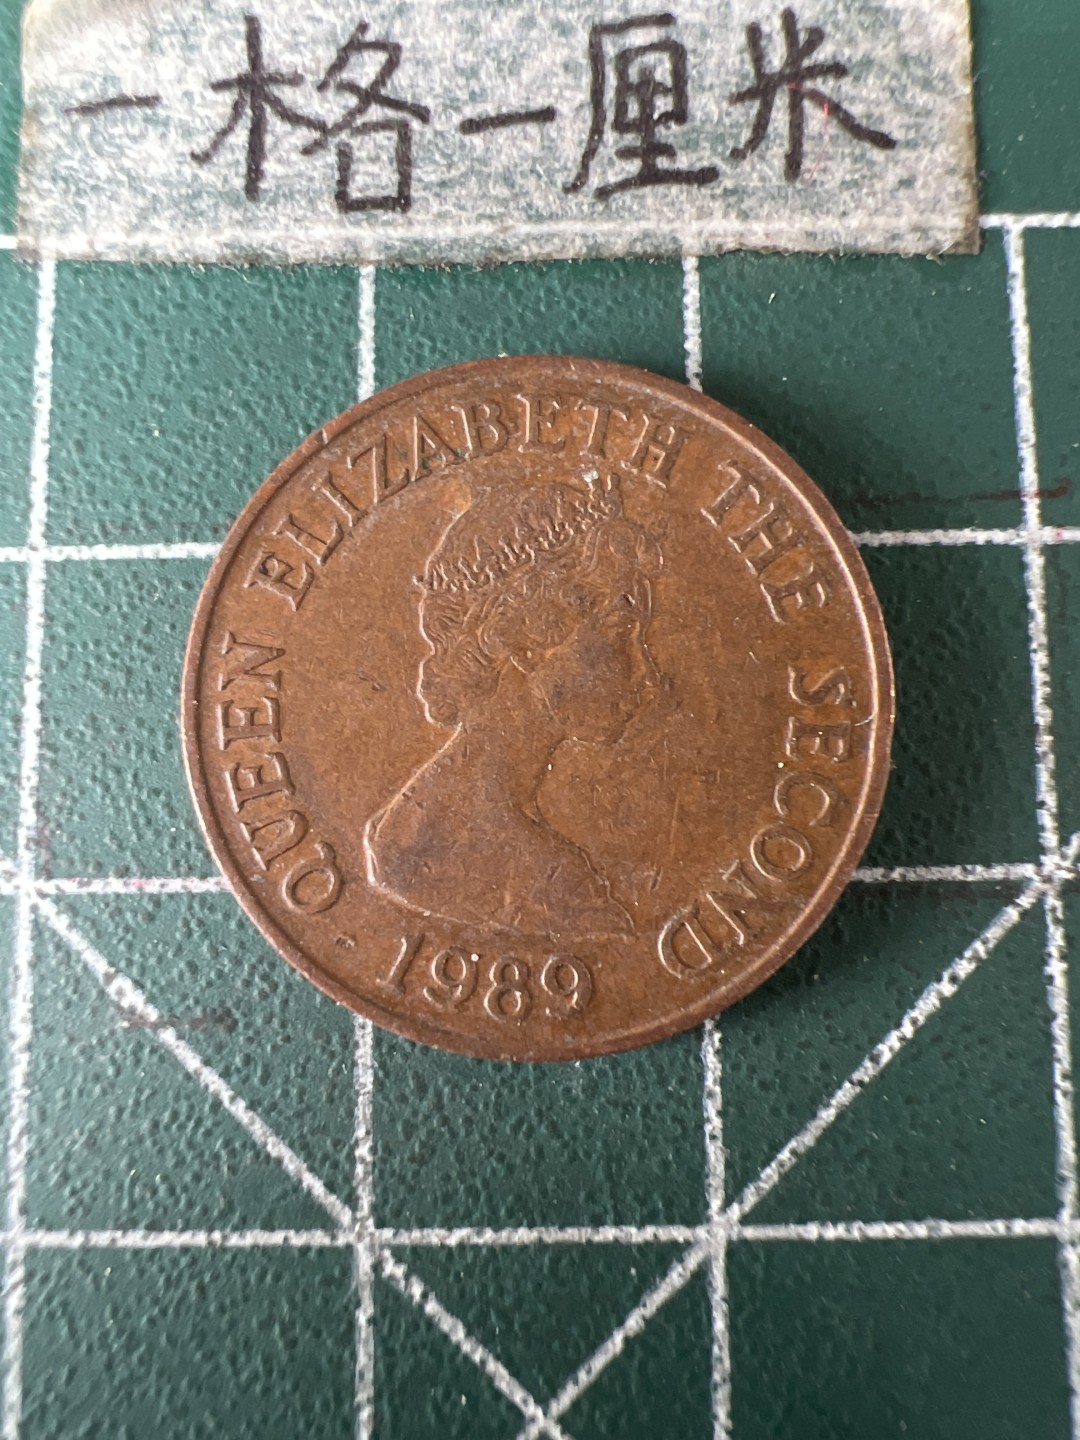 一格一厘米
QUEEN ELIZABETH THE SECOND
· 1989